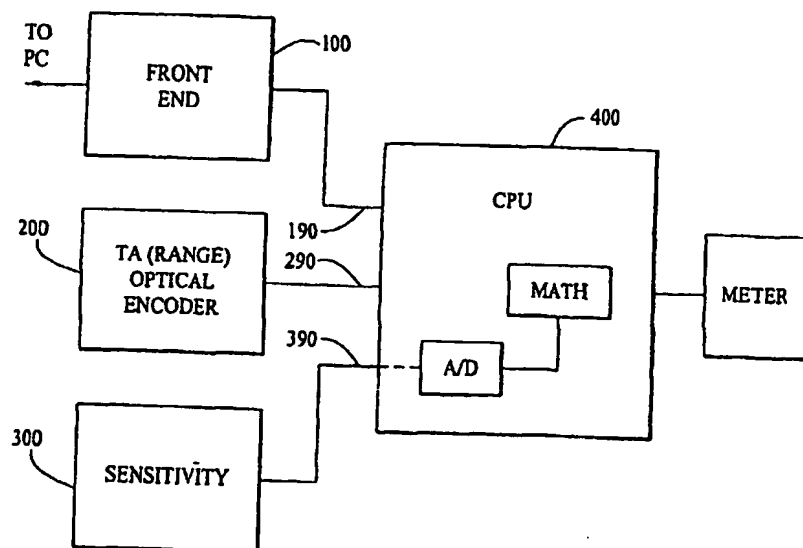 TO
PC
FRONT
END
100
400
CPU
190
200
TA (RANGE)
OPTICAL
ENCODER
290
MATH
METER
390
A/D
300
SENSITIVITY